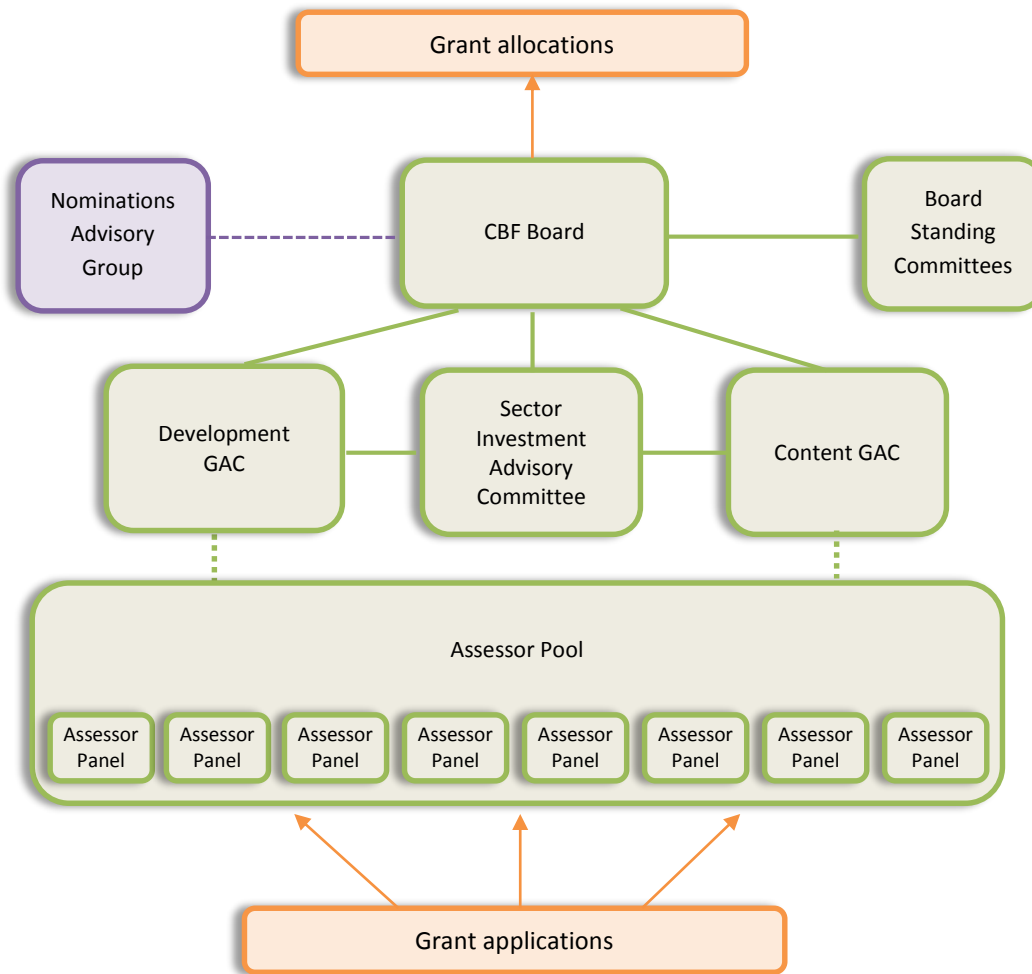 Grant allocations
Nominations
Advisory
Group
CBF Board
Board
Standing
Committees
Development
GAC
Sector
Investment
Advisory
Committee
Content GAC
Assessor Pool
Assessor
Panel
Assessor
Panel
Assessor
Panel
Assessor
Panel
Assessor
Panel
Assessor
Panel
Assessor
Panel
Assessor
Panel
Grant applications